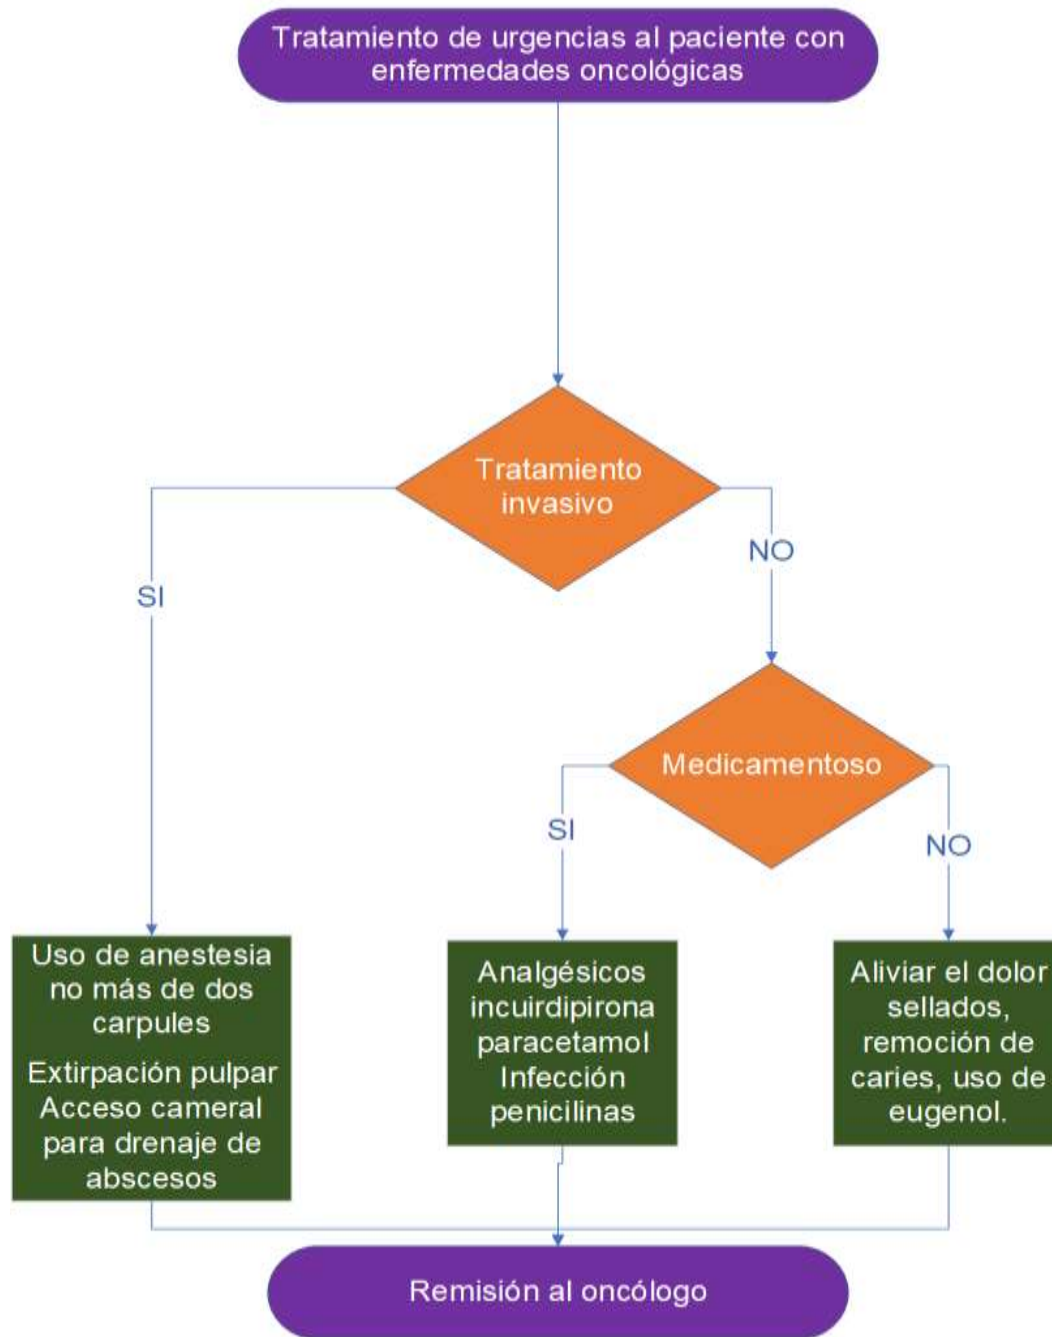 Tratamiento de urgencias al paciente con
enfermedades oncológicas
Tratamiento
invasivo
NO
SI
Medicamentoso
SI
NO
Uso de anestesia
no más de dos
carpules
Extirpación pulpar
Acceso cameral
para drenaje de
abscesos
Analgésicos
incuirdipirona
paracetamol
Infección
penicilinas
Aliviar el dolor
sellados,
remoción de
caries, uso de
eugenol.
Remisión al oncólogo